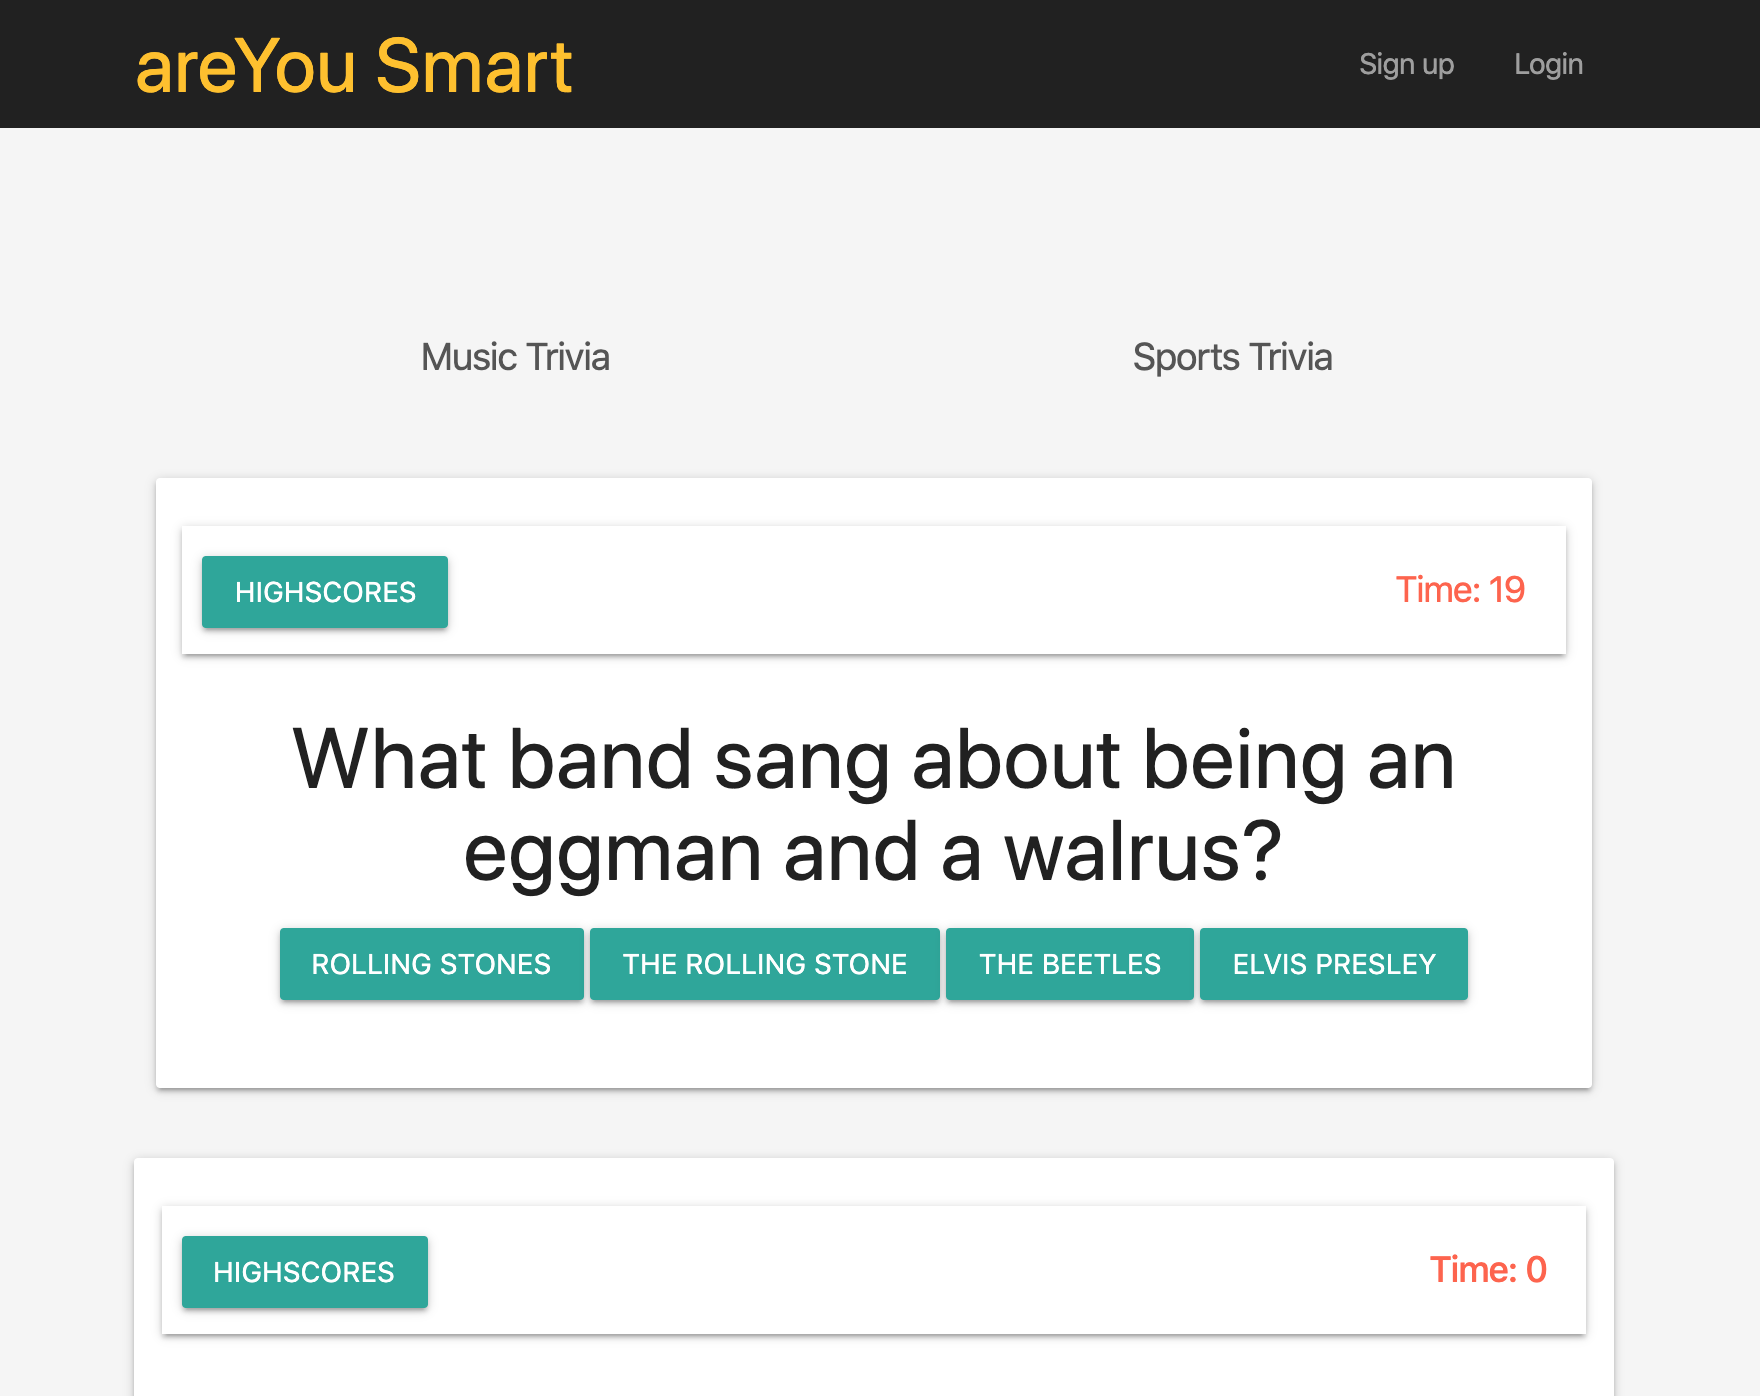 areYou Smart
Sign up
Login
Music Trivia
Sports Trivia
HIGHSCORES
Time: 19
What band sang about being an
eggman and a walrus?
ROLLING STONES
THE ROLLING STONE
THE BEETLES
ELVIS PRESLEY
HIGHSCORES
Time: 0